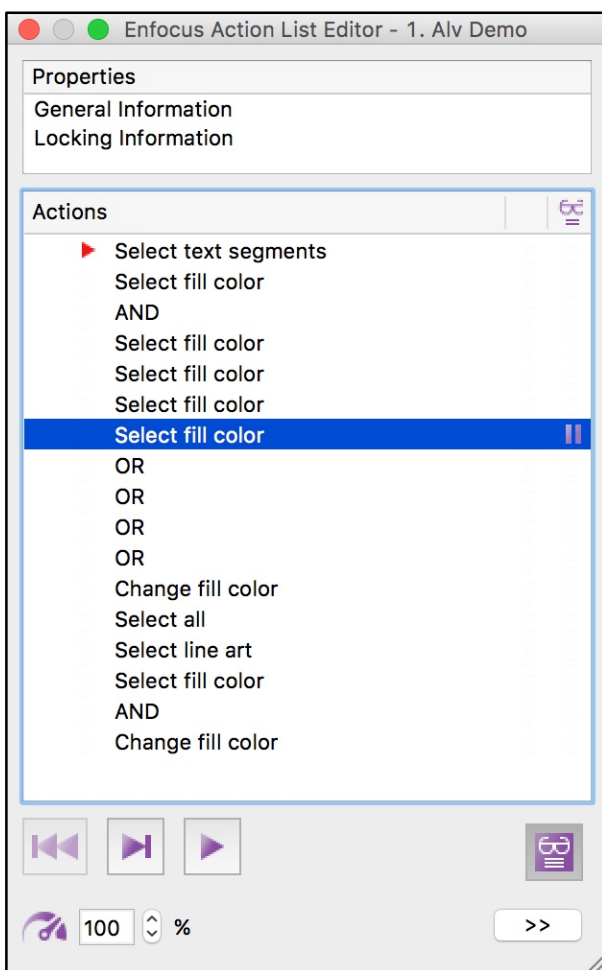 Enfocus Action List Editor - 1. Alv Demo
Properties
General Information
Locking Information
Actions
Select text segments
Select fill color
AND
Select fill color
Select fill color
Select fill color
Select fill color
OR
OR
OR
OR
Change fill color
Select all
Select line art
Select fill color
AND
Change fill color
100 %
>>